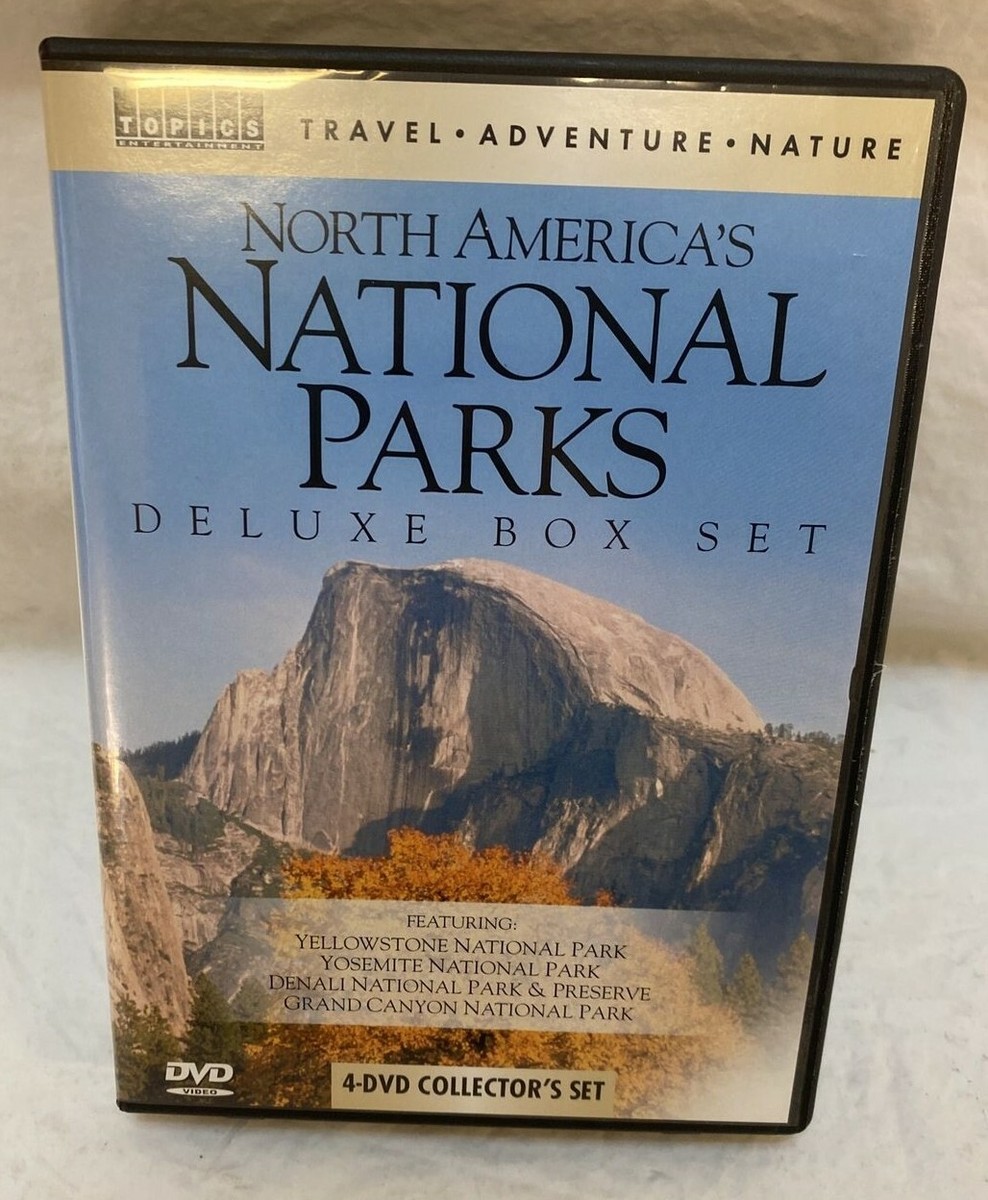 TOPICS
ENTERTAINMENT
TRAVEL • ADVENTURE • NATURE
NORTH AMERICA'S
NATIONAL
PARKS
DELUXE BOX SET
FEATURING:
YELLOWSTONE NATIONAL PARK
YOSEMITE NATIONAL PARK
DENALI NATIONAL PARK & PRESERVE
GRAND CANYON NATIONAL PARK
DVD
VIDEO
4-DVD COLLECTOR'S SET